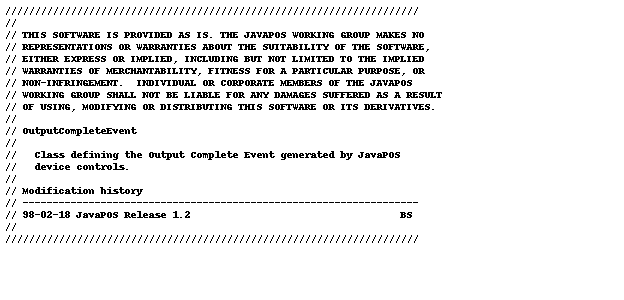 //////////////////////////////////////////////////////////////////////
//
// THIS SOFTWARE IS PROVIDED AS IS. THE JAVAPOS WORKING GROUP MAKES NO
// REPRESENTATIONS OR WARRANTIES ABOUT THE SUITABILITY OF THE SOFTWARE,
// EITHER EXPRESS OR IMPLIED, INCLUDING BUT NOT LIMITED TO THE IMPLIED
// WARRANTIES OF MERCHANTABILITY, FITNESS FOR A PARTICULAR PURPOSE, OR
// NON-INFRINGEMENT.  INDIVIDUAL OR CORPORATE MEMBERS OF THE JAVAPOS
// WORKING GROUP SHALL NOT BE LIABLE FOR ANY DAMAGES SUFFERED AS A RESULT
// OF USING, MODIFYING OR DISTRIBUTING THIS SOFTWARE OR ITS DERIVATIVES.
//
// OutputCompleteEvent
//
//   Class defining the Output Complete Event generated by JavaPOS
//   device controls.
//
// Modification history
// ------------------------------------------------------------------
// 98-02-18 JavaPOS Release 1.2                                   BS
//
//////////////////////////////////////////////////////////////////////